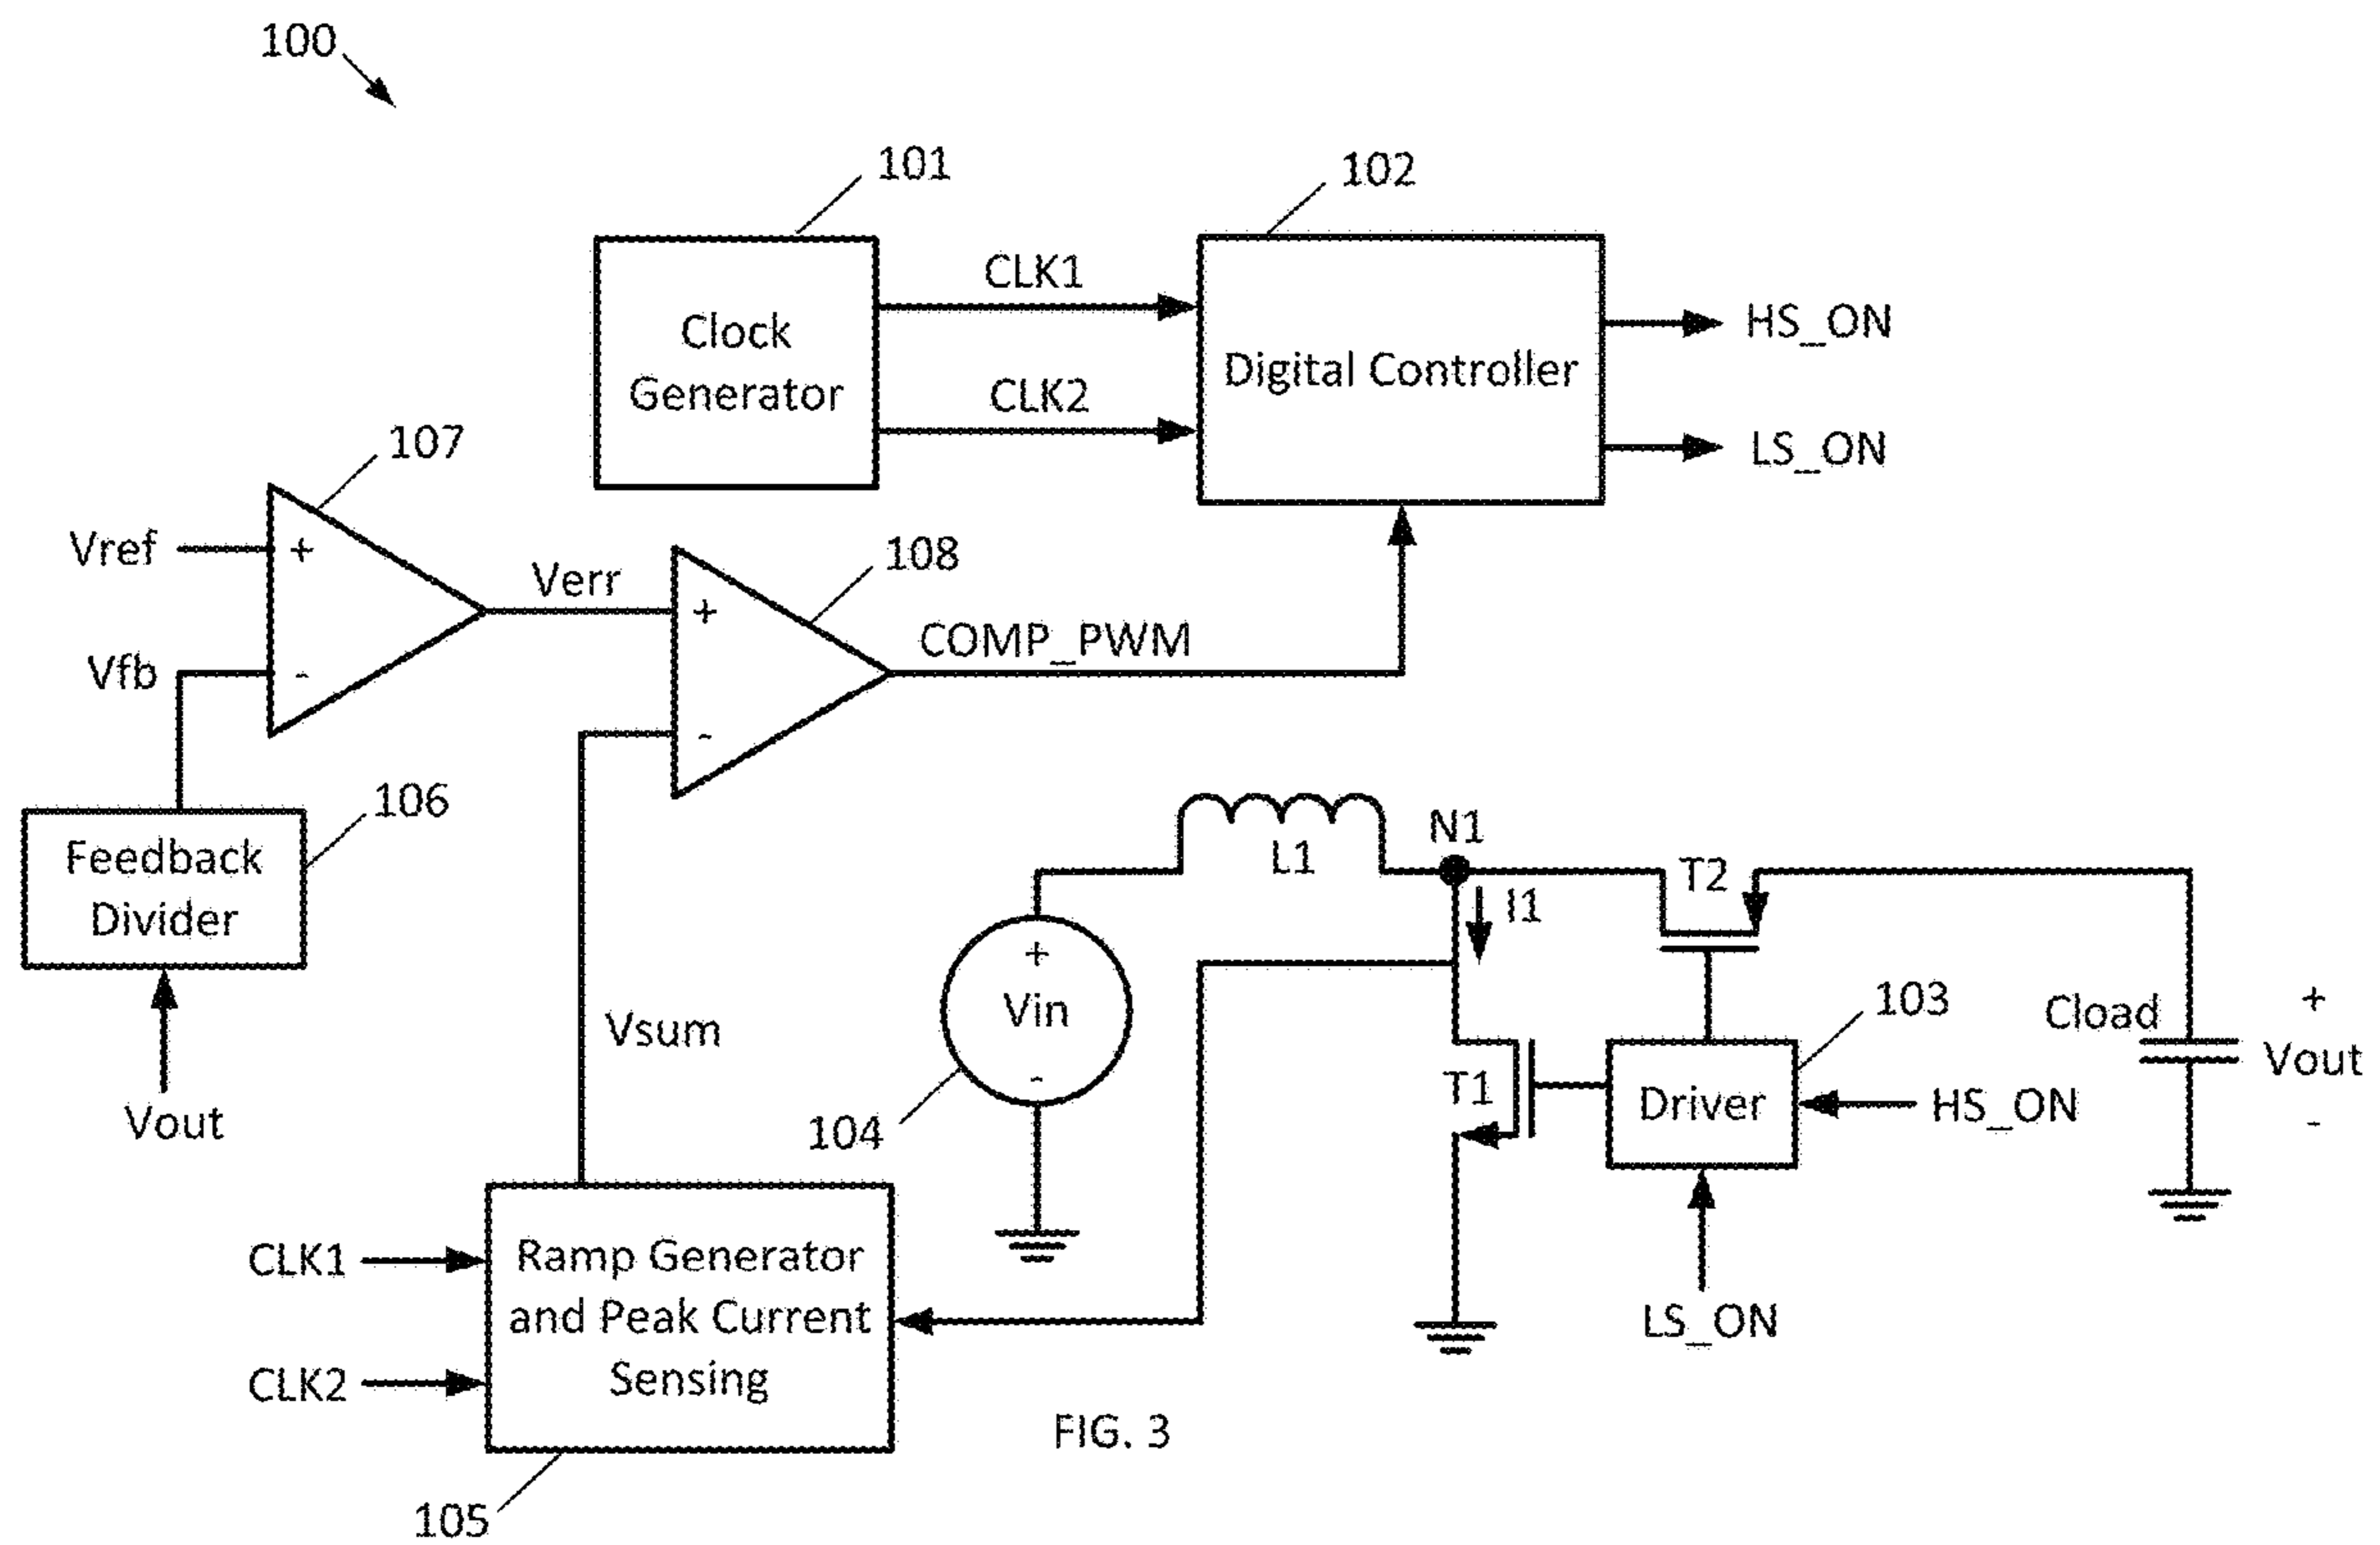 100
101
102
Clock
Generator
CLK1
CLK2
Digital Controller
HS_ON
LS_ON
107
Vref
+
Vfb
-
Verr
108
+
-
COMP_PWM
106
Feedback
Divider
Vout
Vsum
L1
N1
I1
T2
+
Vin
-
104
T1
103
Driver
HS_ON
LS_ON
Cload
+
Vout
-
CLK1
CLK2
Ramp Generator
and Peak Current
Sensing
105
FIG. 3